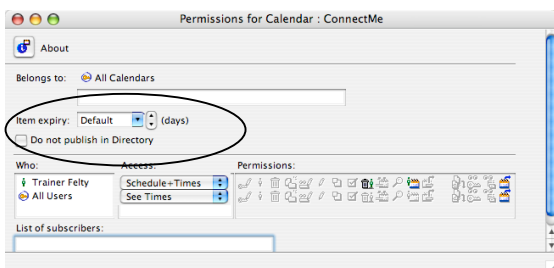 Permissions for Calendar : ConnectMe
About
Belongs to: All Calendars
Item expiry: Default (days)
Do not publish in Directory
Who: Access: Permissions:
Trainer Felty Schedule+Times
All Users See Times
List of subscribers: